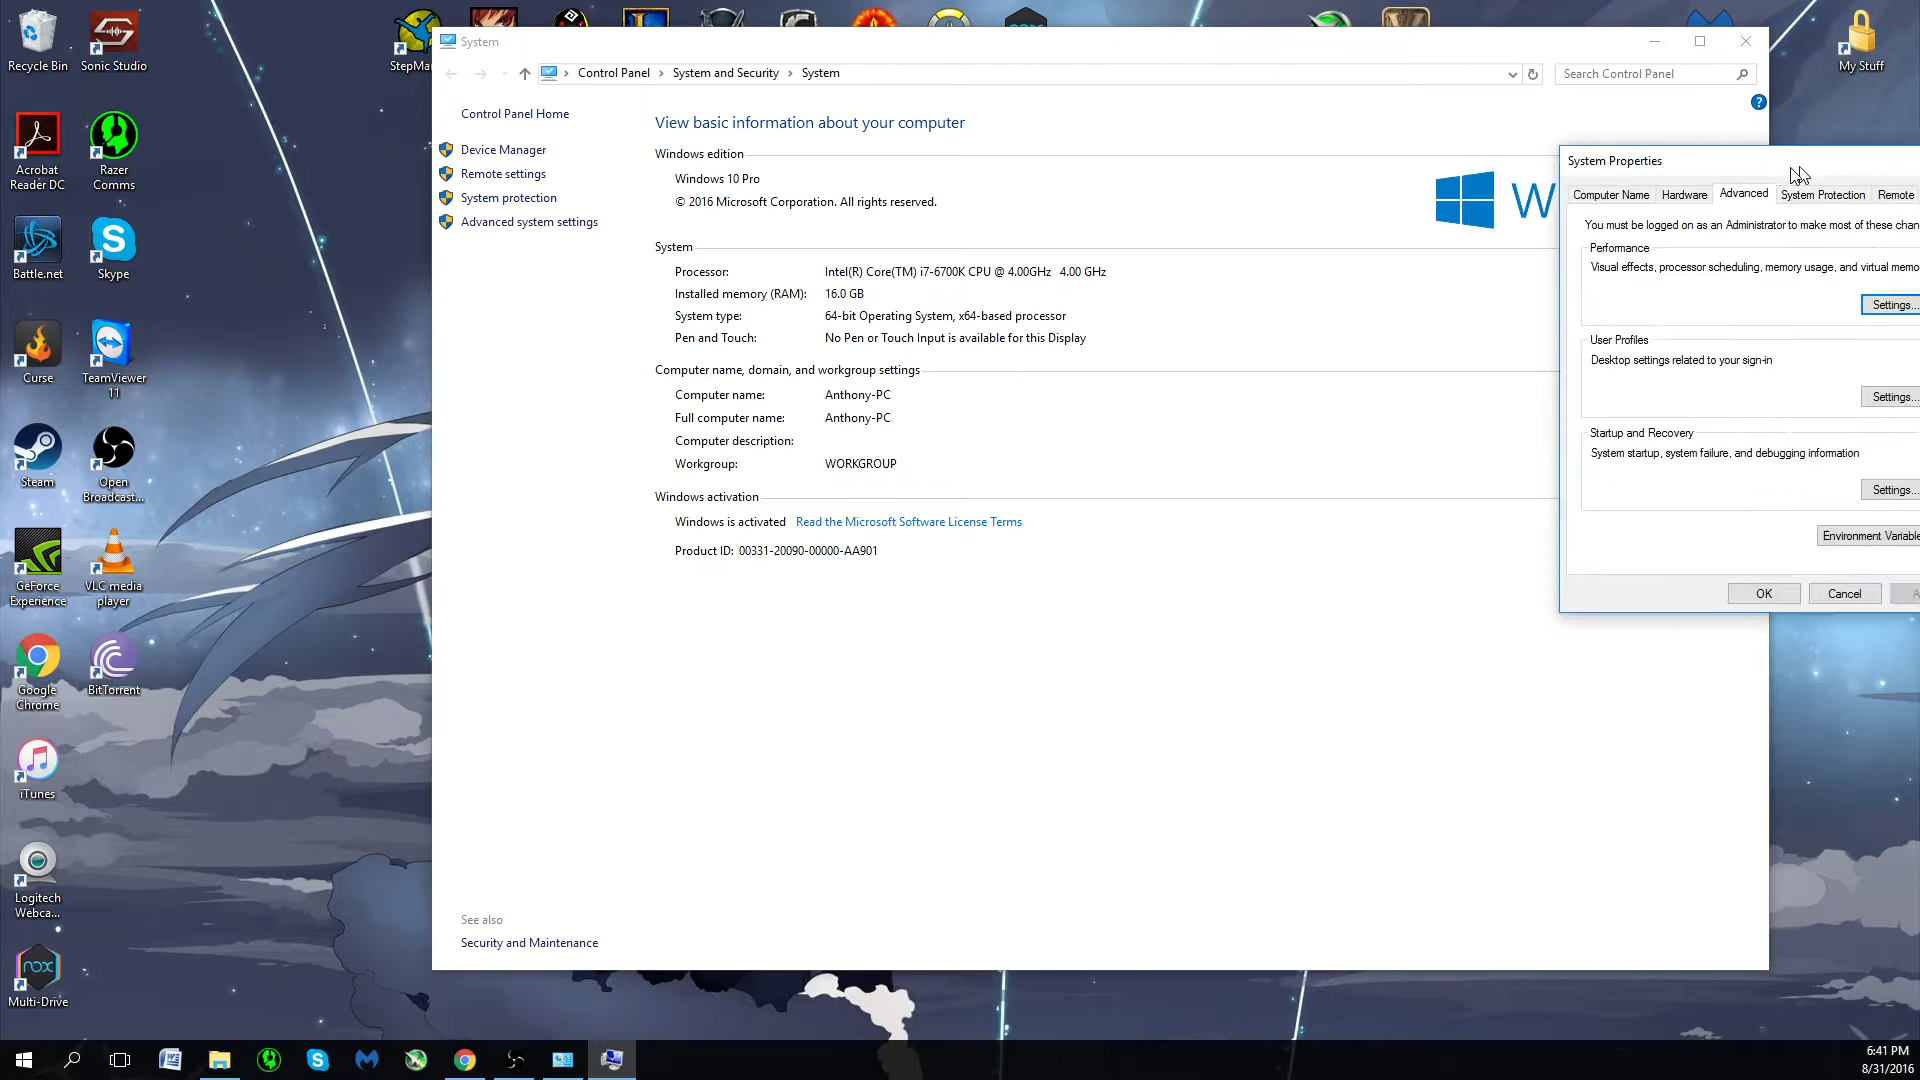 Recycle Bin
Sonic Studio
Acrobat
Reader DC
Razer
Comms
Battle.net
Skype
Curse
TeamViewer
11
Steam
Open
Broadcast...
GeForce
Experience
VLC media
player
Google
Chrome
BitTorrent
iTunes
Logitech
Webca...
nox
Multi-Drive
StepMan
My Stuff
System
Control Panel > System and Security > System
Search Control Panel
Control Panel Home
Device Manager
Remote settings
System protection
Advanced system settings
View basic information about your computer
Windows edition
Windows 10 Pro
© 2016 Microsoft Corporation. All rights reserved.
W
System
Processor: Intel(R) Core(TM) i7-6700K CPU @ 4.00GHz 4.00 GHz
Installed memory (RAM): 16.0 GB
System type: 64-bit Operating System, x64-based processor
Pen and Touch: No Pen or Touch Input is available for this Display
Computer name, domain, and workgroup settings
Computer name: Anthony-PC
Full computer name: Anthony-PC
Computer description:
Workgroup: WORKGROUP
Windows activation
Windows is activated Read the Microsoft Software License Terms
Product ID: 00331-20090-00000-AA901
See also
Security and Maintenance
System Properties
Computer Name Hardware Advanced System Protection Remote
You must be logged on as an Administrator to make most of these chan
Performance
Visual effects, processor scheduling, memory usage, and virtual memo
Settings...
User Profiles
Desktop settings related to your sign-in
Settings...
Startup and Recovery
System startup, system failure, and debugging information
Settings...
Environment Variable
OK Cancel
6:41 PM
8/31/2016